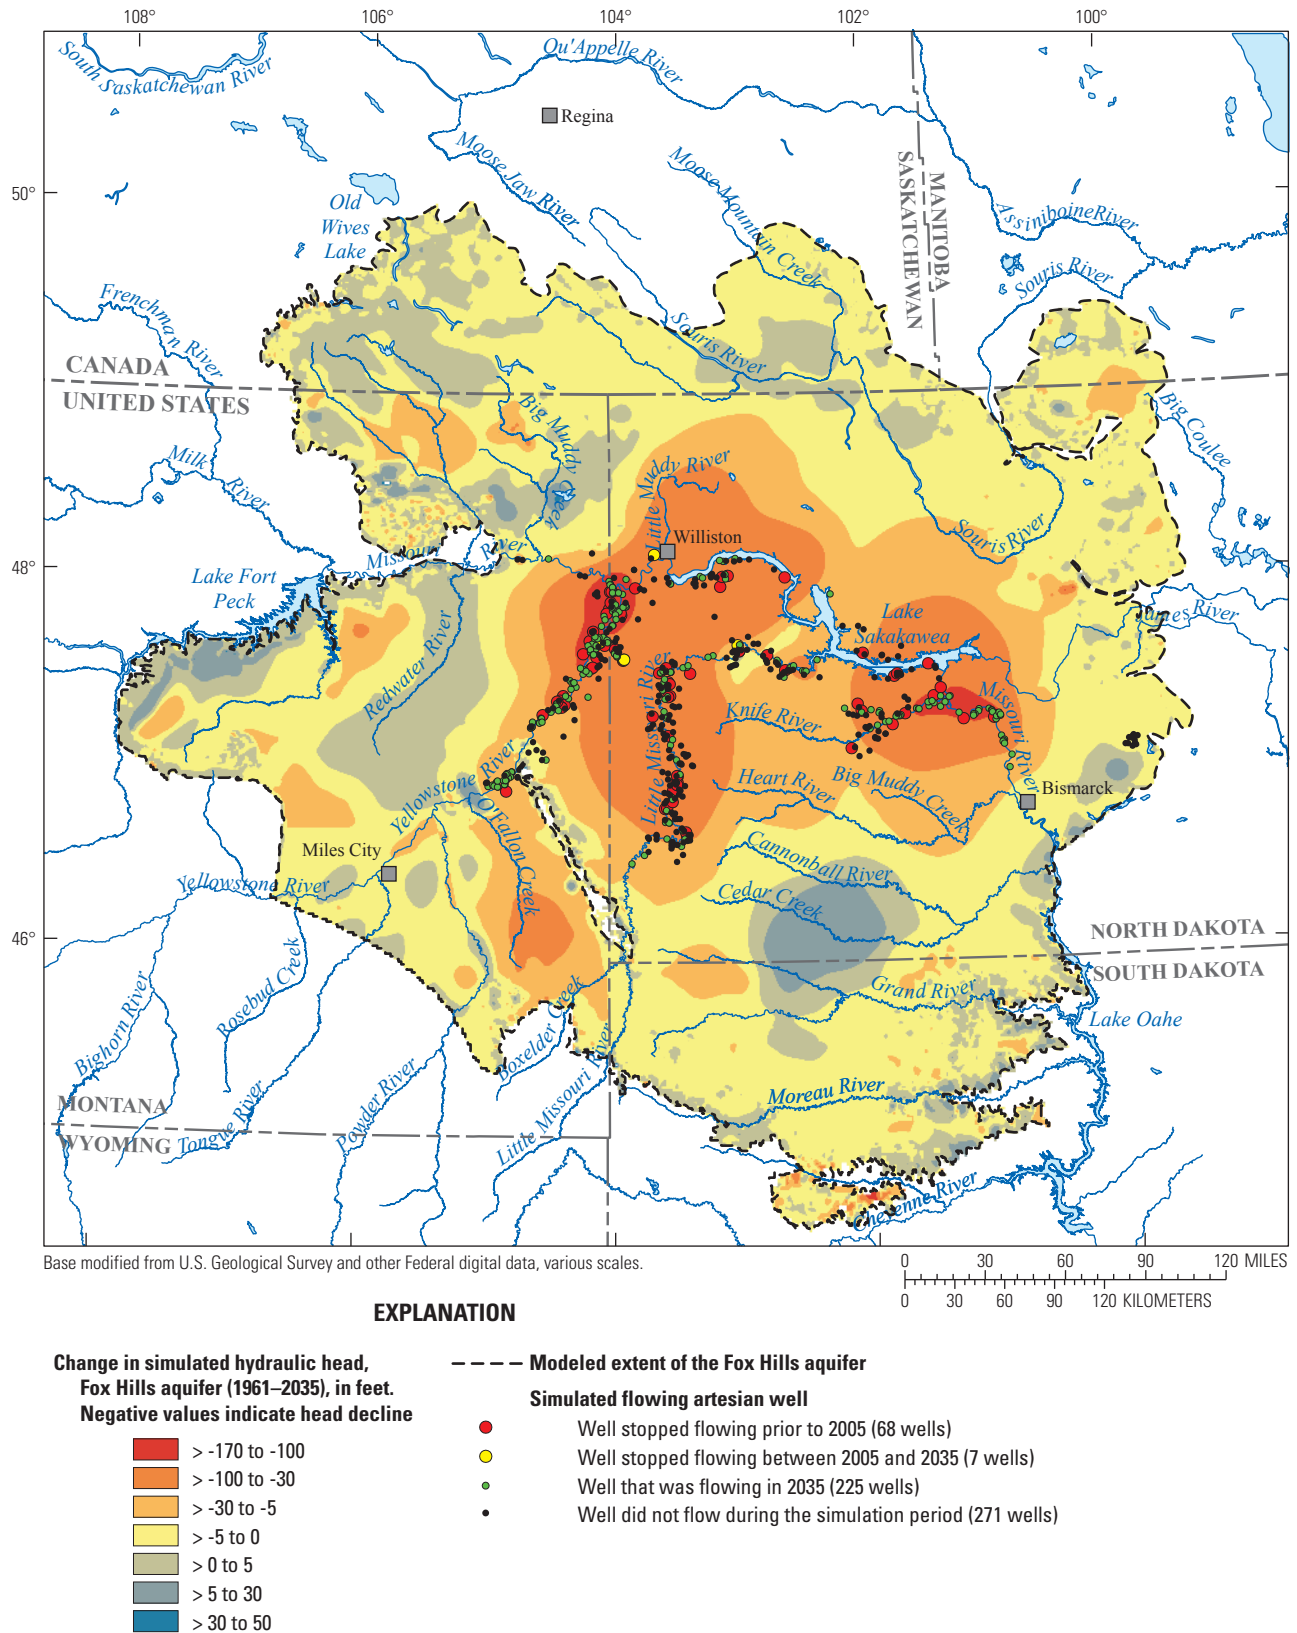 108°
106°
104°
102°
100°
South Saskatchewan River
Qu'Appelle River
Regina
Moose Jaw River
Moose Mountain Creek
SASKATCHEWAN
MANITOBA
Assiniboine River
50°
Old
Wives
Lake
Souris River
Frenchman River
Souris River
CANADA
UNITED STATES
Big Muddy Creek
Big Coulee
Milk River
Little Muddy River
Souris River
Williston
48°
Missouri River
Lake Fort
Peck
James River
Lake
Sakakawea
Redwater River
Little Missouri River
Missouri River
Knife River
Yellowstone River
Heart River
Big Muddy Creek
Bismarck
O'Fallon Creek
Miles City
Cannonball River
Yellowstone River
Cedar Creek
46°
NORTH DAKOTA
SOUTH DAKOTA
Rosebud Creek
Bighorn River
Grand River
Boxelder Creek
Lake Oahe
Little Missouri River
Powder River
Moreau River
MONTANA
WYOMING
Tongue River
Cheyenne River
Base modified from U.S. Geological Survey and other Federal digital data, various scales.
0 30 60 90 120 MILES
0 30 60 90 120 KILOMETERS
EXPLANATION
Change in simulated hydraulic head,
Fox Hills aquifer (1961–2035), in feet.
Negative values indicate head decline
> -170 to -100
> -100 to -30
> -30 to -5
> -5 to 0
> 0 to 5
> 5 to 30
> 30 to 50
Modeled extent of the Fox Hills aquifer
Simulated flowing artesian well
Well stopped flowing prior to 2005 (68 wells)
Well stopped flowing between 2005 and 2035 (7 wells)
Well that was flowing in 2035 (225 wells)
Well did not flow during the simulation period (271 wells)